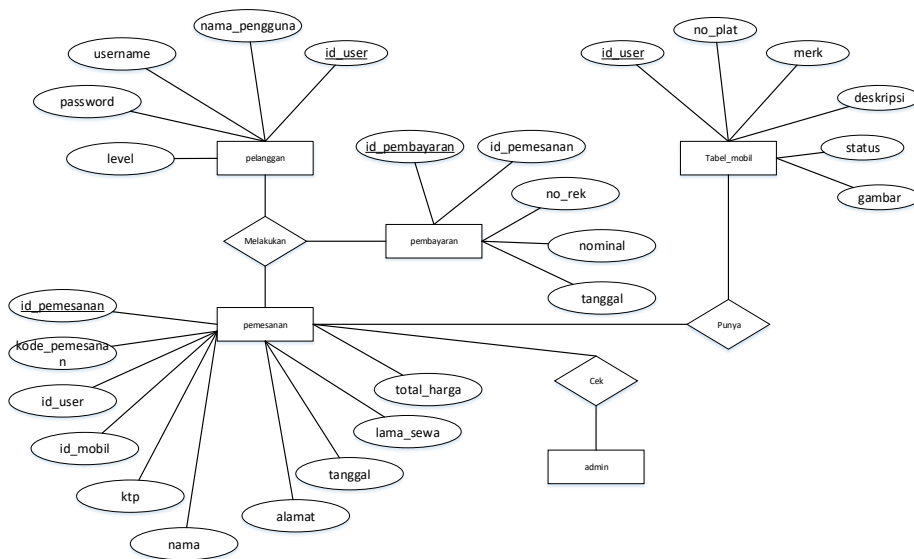 nama_pengguna
username
id_user
password
level
pelanggan
no_plat
id_user
merk
deskripsi
status
gambar
Tabel_mobil
id_pembayaran
id_pemesanan
no_rek
nominal
tanggal
pembayaran
Melakukan
id_pemesanan
kode_pemesana
n
id_user
id_mobil
ktp
nama
alamat
tanggal
lama_sewa
total_harga
pemesanan
Punya
Cek
admin